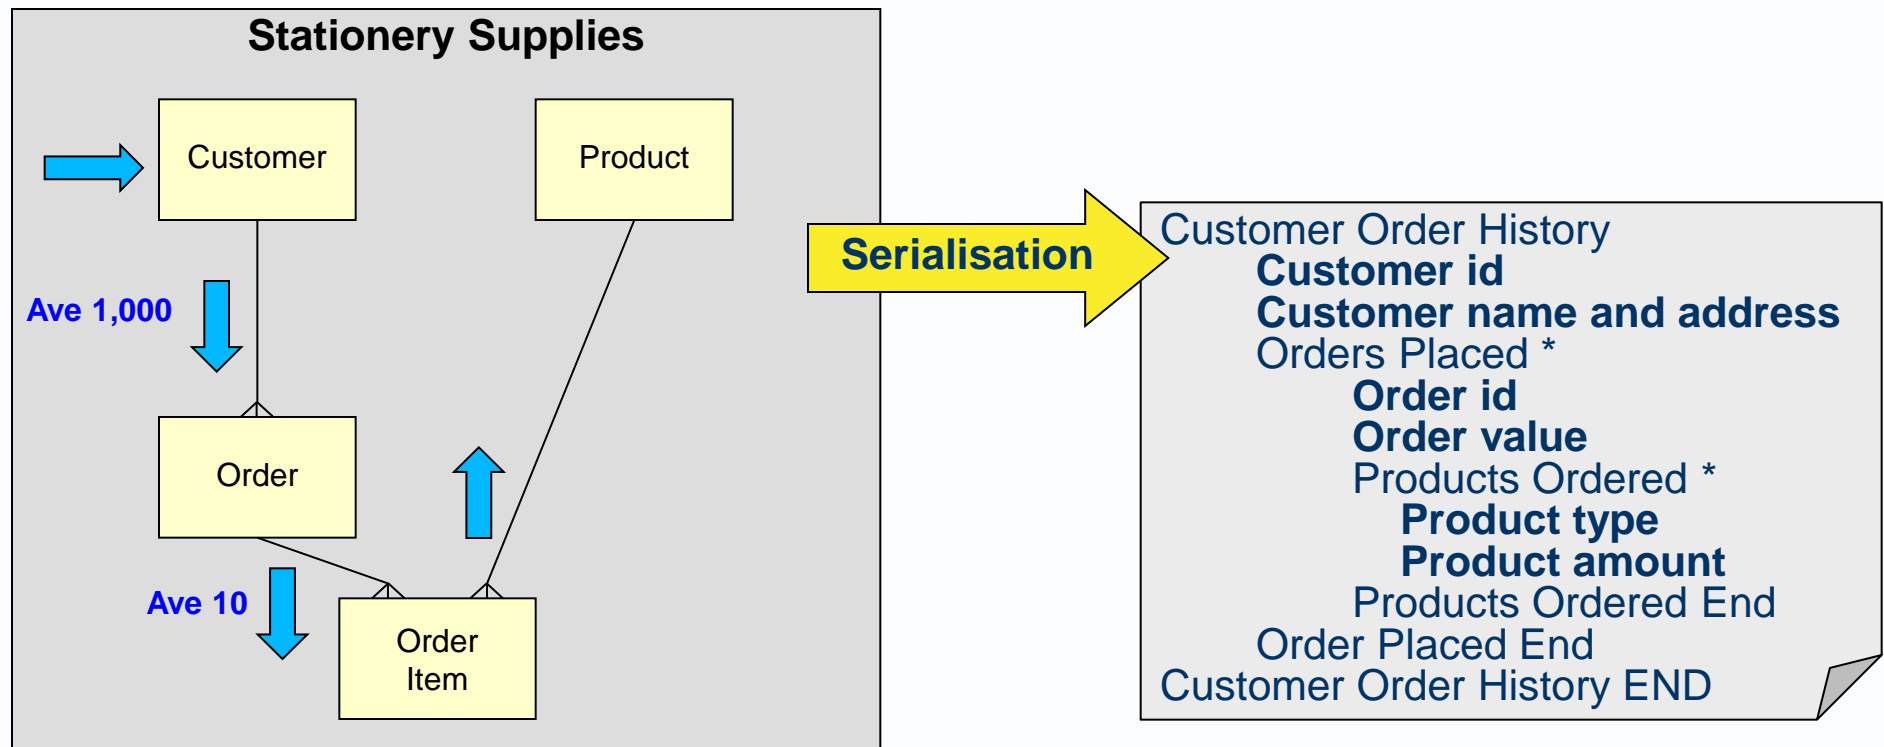 Stationery Supplies
Customer
Product
Ave 1,000
Order
Ave 10
Order
Item
Serialisation
Customer Order History
Customer id
Customer name and address
Orders Placed *
Order id
Order value
Products Ordered *
Product type
Product amount
Products Ordered End
Order Placed End
Customer Order History END